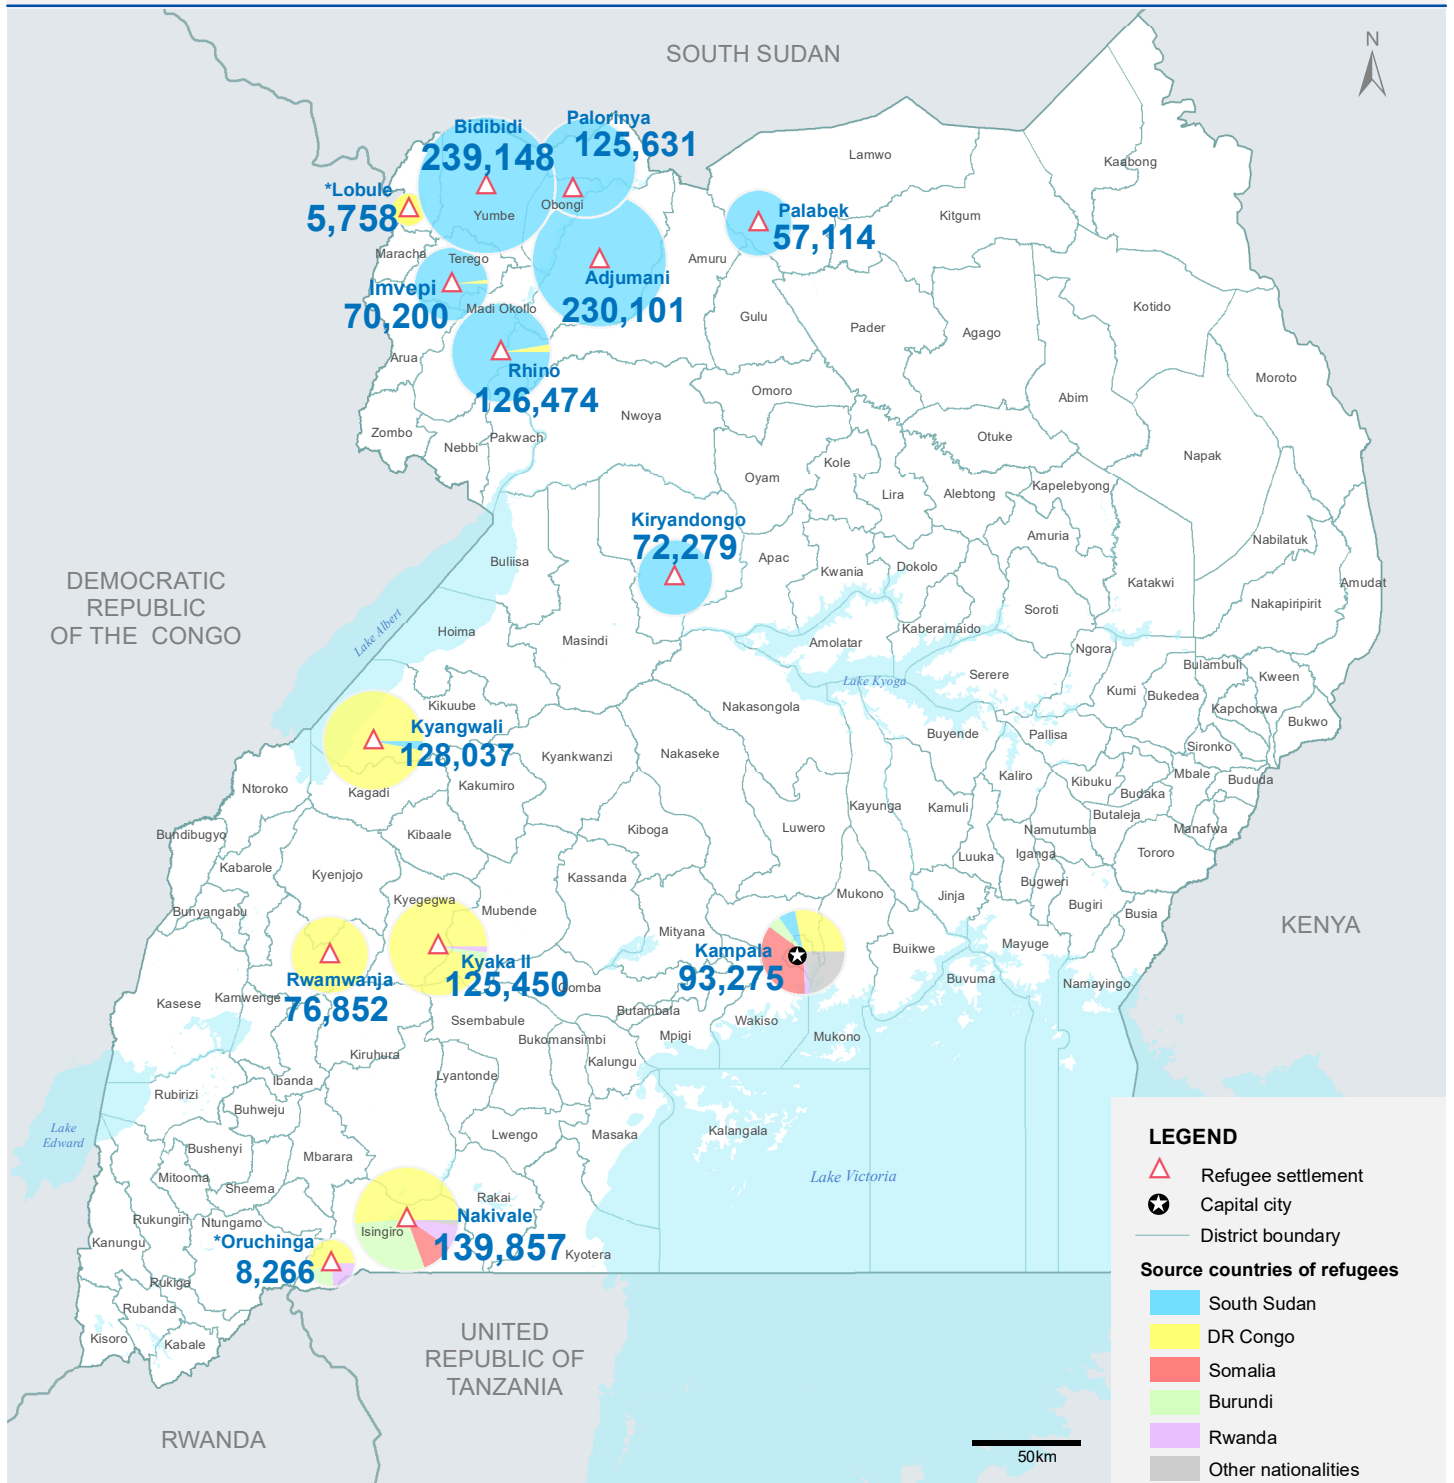 SOUTH SUDAN
N
Palorinya
125,631
Bidibidi
239,148
Lamwo
Kaabong
*Lobule
5,758
Yumbe
Obongi
Palabek
57,114
Kitgum
Maracha
Terego
Amuru
Adjumani
230,101
Imvepi
70,200
Madi Okollo
Gulu
Pader
Agago
Kotido
Arua
Rhino
126,474
Omoro
Abim
Moroto
Nwoya
Zombo
Nebbi
Pakwach
Otuke
Napak
Kole
Oyam
Lira
Alebtong
Kapelebyong
Kiryandongo
72,279
Amuria
Nabilatuk
Buliisa
Apac
Kwania
Dokolo
Katakwi
Amudat
Nakapiripirit
DEMOCRATIC
REPUBLIC
OF THE CONGO
Lake Albert
Hoima
Masindi
Soroti
Kaberamaido
Amolatar
Ngora
Lake Kyoga
Serere
Bulambuli
Kween
Kumi
Bukedea
Kapchorwa
Bukwo
Kikuube
Nakasongola
Kyangwali
128,037
Buyende
Pallisa
Sironko
Kyankwanzi
Nakaseke
Kaliro
Kibuku
Mbale
Bududa
Budaka
Ntoroko
Kagadi
Kakumiro
Kayunga
Kamuli
Butaleja
Bundibugyo
Kibaale
Kiboga
Luwero
Namutumba
Manafwa
Luuka
Iganga
Tororo
Kabarole
Kyenjojo
Kassanda
Bugweri
Kyegegwa
Mukono
Jinja
Bugiri
Busia
Bunyangabu
Mubende
Mityana
KENYA
Kampala
93,275
Buikwe
Mayuge
Kyaka II
125,450
Gomba
Rwamwanja
76,852
Buvuma
Namayingo
Kasese
Kamwenge
Butambala
Ssembabule
Wakiso
Bukomansimbi
Mpigi
Mukono
Kiruhura
Kalungu
Lyantonde
Ibanda
Rubirizi
Buhweju
Lake
Edward
Bushenyi
Lwengo
Masaka
Kalangala
Mbarara
Mitooma
Sheema
Lake Victoria
Rakai
Rukungiri
Ntungamo
Isingiro
Nakivale
139,857
Kanungu
*Oruchinga
8,266
Kyotera
Rukiga
Rubanda
Kisoro
Kabale
UNITED
REPUBLIC OF
TANZANIA
RWANDA
50km
LEGEND
Refugee settlement
Capital city
District boundary
Source countries of refugees
South Sudan
DR Congo
Somalia
Burundi
Rwanda
Other nationalities